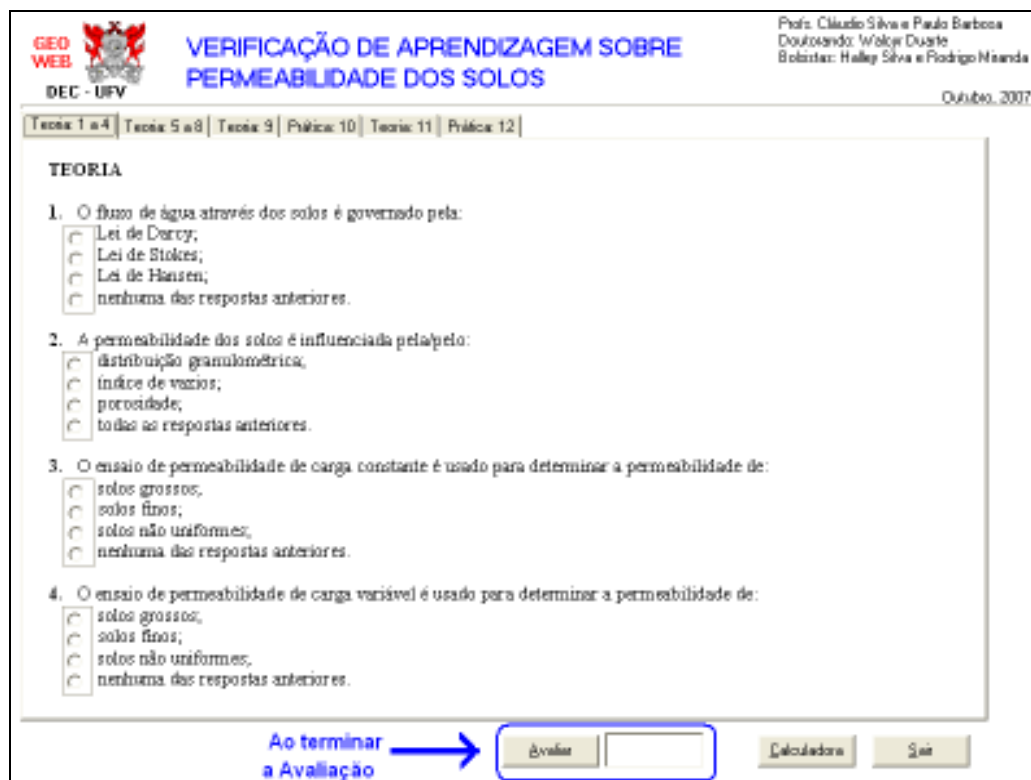 GEO
WEB
DEC - UFV
VERIFICAÇÃO DE APRENDIZAGEM SOBRE
PERMEABILIDADE DOS SOLOS
Profs. Cláudio Silva e Paulo Barbosa
Doutorando: Walcyr Duarte
Bolsistas: Halley Silva e Rodrigo Miranda
Outubro, 2007
Teoria: 1 a 4 Teoria: 5 a 8 Teoria: 9 Prática: 10 Teoria: 11 Prática: 12
TEORIA
1. O fluxo de água através dos solos é governado pela:
Lei de Darcy;
Lei de Stokes;
Lei de Hansen;
nenhuma das respostas anteriores.
2. A permeabilidade dos solos é influenciada pela/pelo:
distribuição granulométrica;
índice de vazios;
porosidade;
todas as respostas anteriores.
3. O ensaio de permeabilidade de carga constante é usado para determinar a permeabilidade de:
solos grossos;
solos finos;
solos não uniformes;
nenhuma das respostas anteriores.
4. O ensaio de permeabilidade de carga variável é usado para determinar a permeabilidade de:
solos grossos;
solos finos;
solos não uniformes;
nenhuma das respostas anteriores.
Ao terminar
a Avaliação
Avaliar
Calculadora
Sair